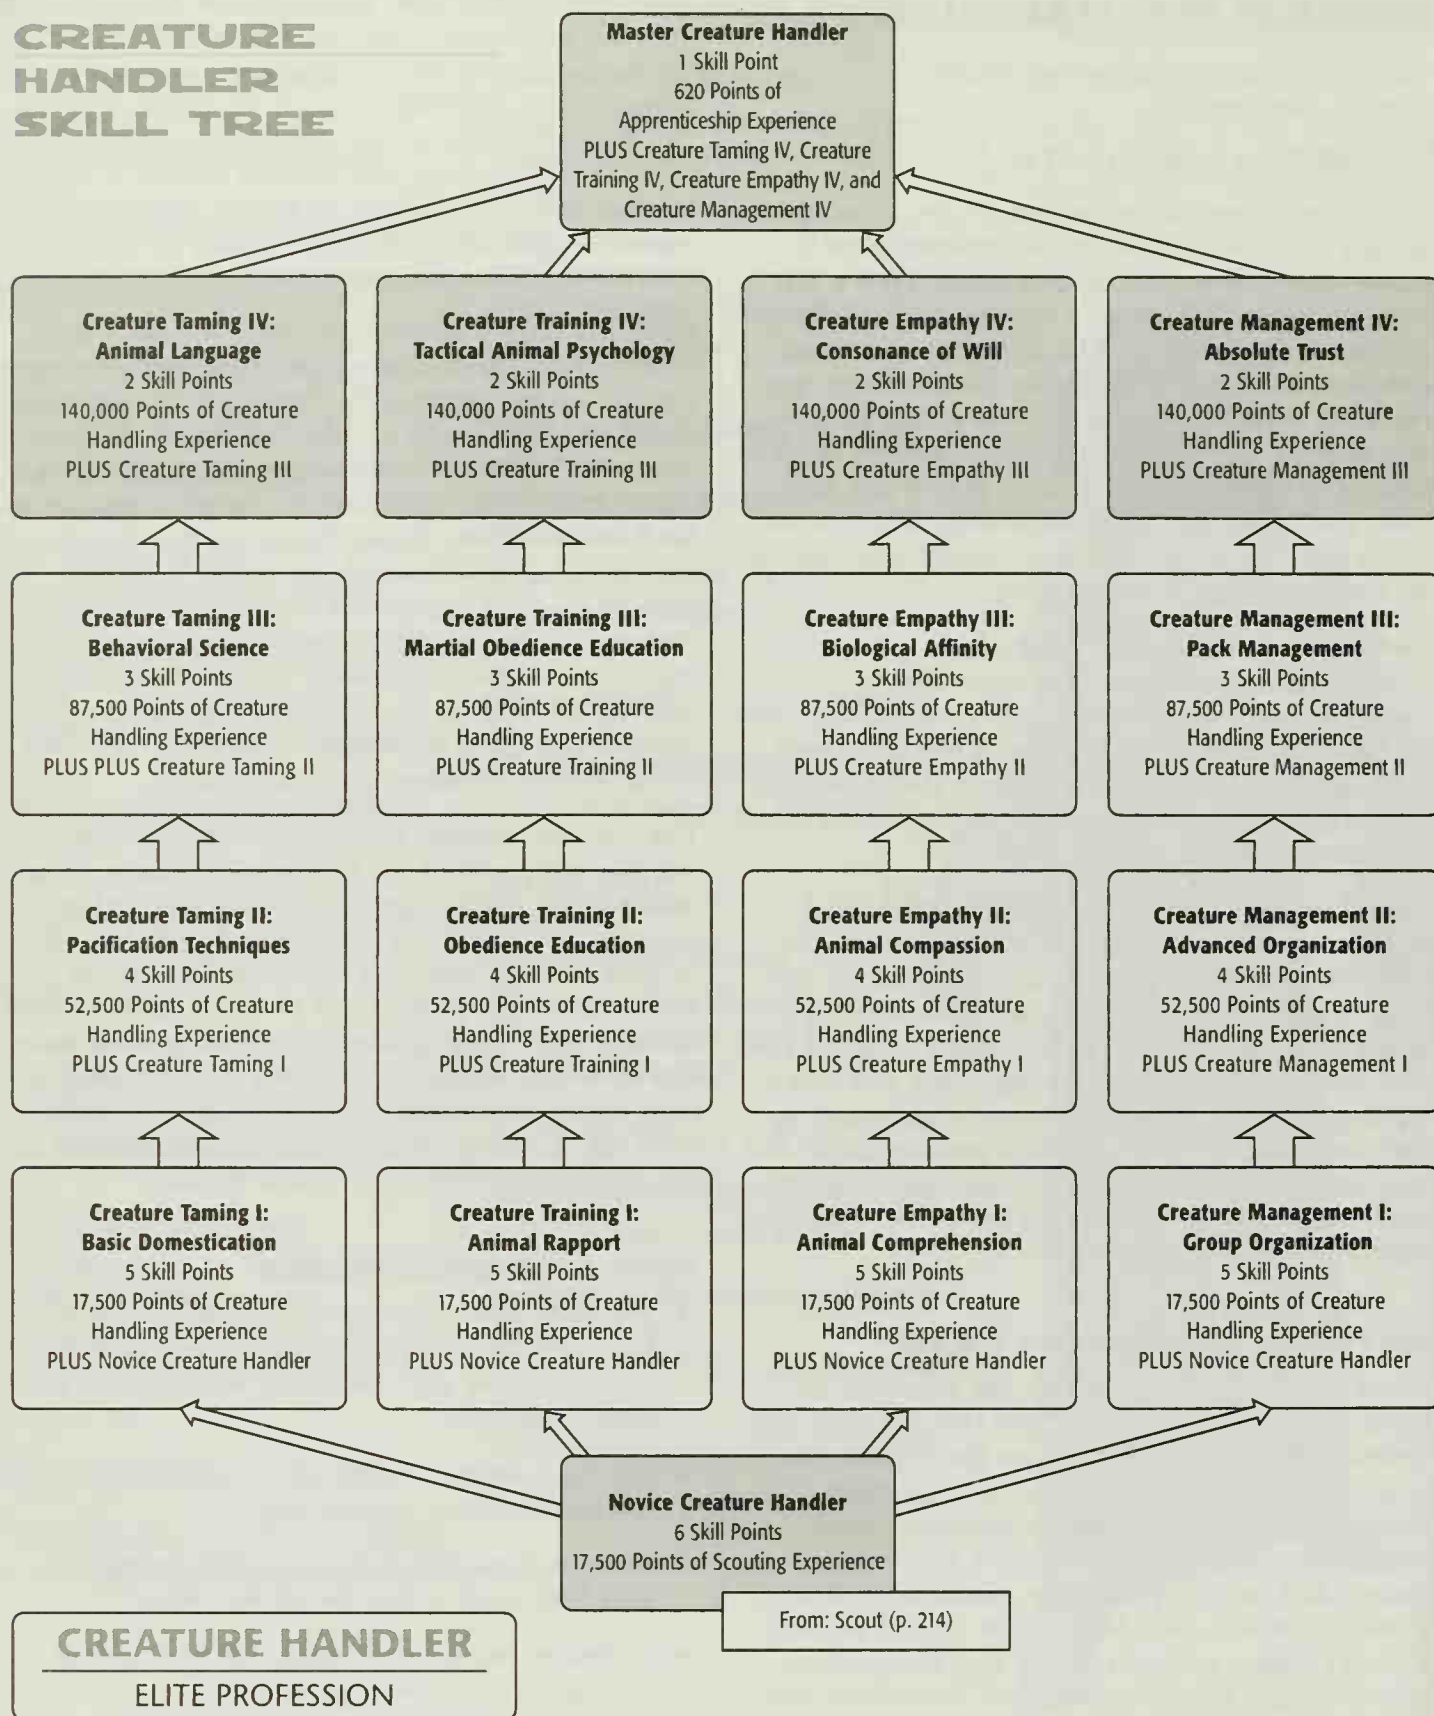 CREATURE
HANDLER
SKILL TREE
Master Creature Handler
1 Skill Point
620 Points of
Apprenticeship Experience
PLUS Creature Taming IV, Creature
Training IV, Creature Empathy IV, and
Creature Management IV
Creature Taming IV:
Animal Language
2 Skill Points
140,000 Points of Creature
Handling Experience
PLUS Creature Taming III
Creature Training IV:
Tactical Animal Psychology
2 Skill Points
140,000 Points of Creature
Handling Experience
PLUS Creature Training III
Creature Empathy IV:
Consonance of Will
2 Skill Points
140,000 Points of Creature
Handling Experience
PLUS Creature Empathy III
Creature Management IV:
Absolute Trust
2 Skill Points
140,000 Points of Creature
Handling Experience
PLUS Creature Management III
Creature Taming III:
Behavioral Science
3 Skill Points
87,500 Points of Creature
Handling Experience
PLUS PLUS Creature Taming II
Creature Training III:
Martial Obedience Education
3 Skill Points
87,500 Points of Creature
Handling Experience
PLUS Creature Training II
Creature Empathy III:
Biological Affinity
3 Skill Points
87,500 Points of Creature
Handling Experience
PLUS Creature Empathy II
Creature Management III:
Pack Management
3 Skill Points
87,500 Points of Creature
Handling Experience
PLUS Creature Management II
Creature Taming II:
Pacification Techniques
4 Skill Points
52,500 Points of Creature
Handling Experience
PLUS Creature Taming I
Creature Training II:
Obedience Education
4 Skill Points
52,500 Points of Creature
Handling Experience
PLUS Creature Training I
Creature Empathy II:
Animal Compassion
4 Skill Points
52,500 Points of Creature
Handling Experience
PLUS Creature Empathy I
Creature Management II:
Advanced Organization
4 Skill Points
52,500 Points of Creature
Handling Experience
PLUS Creature Management I
Creature Taming I:
Basic Domestication
5 Skill Points
17,500 Points of Creature
Handling Experience
PLUS Novice Creature Handler
Creature Training I:
Animal Rapport
5 Skill Points
17,500 Points of Creature
Handling Experience
PLUS Novice Creature Handler
Creature Empathy I:
Animal Comprehension
5 Skill Points
17,500 Points of Creature
Handling Experience
PLUS Novice Creature Handler
Creature Management I:
Group Organization
5 Skill Points
17,500 Points of Creature
Handling Experience
PLUS Novice Creature Handler
Novice Creature Handler
6 Skill Points
17,500 Points of Scouting Experience
From: Scout (p. 214)
CREATURE HANDLER
ELITE PROFESSION